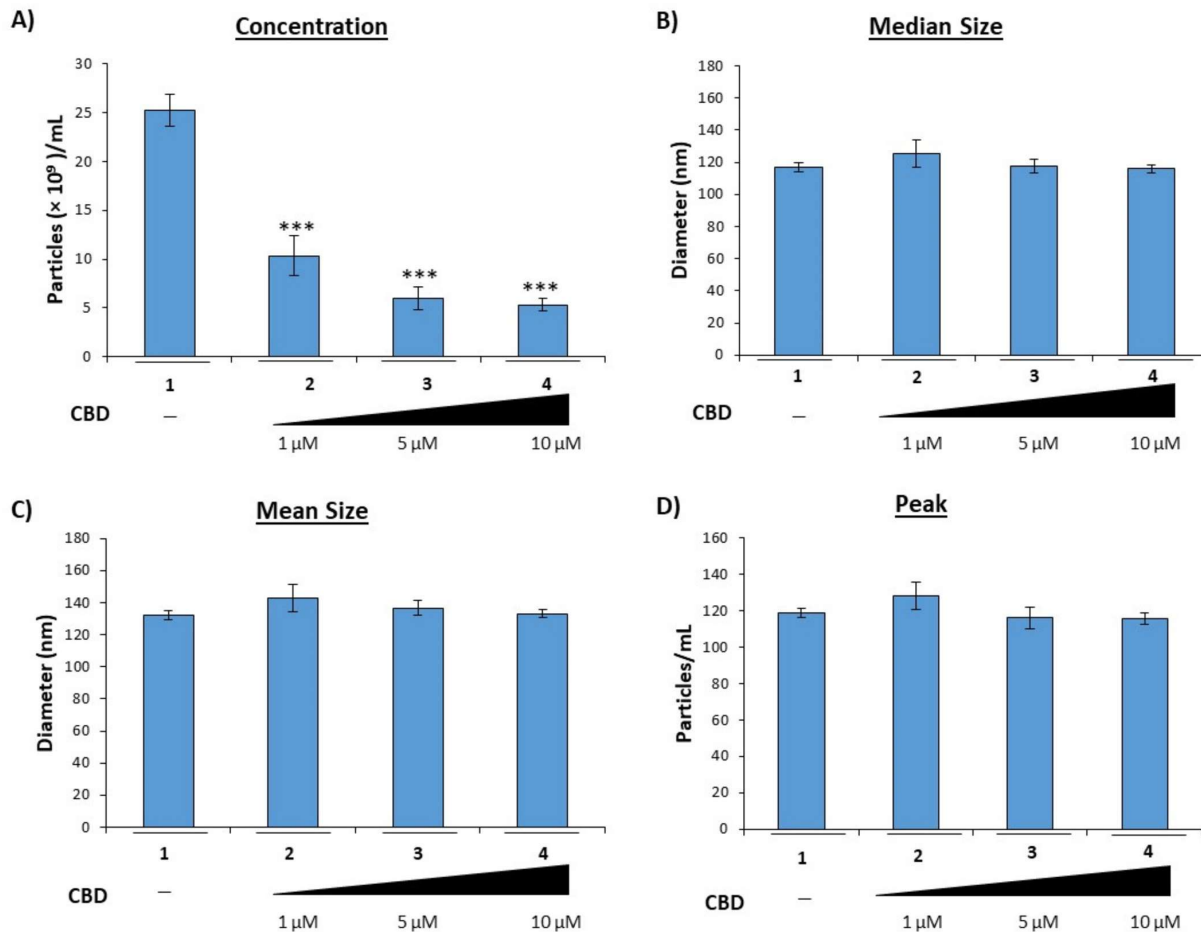 A)
Concentration
Particles (× 10⁹ )/mL
30
25
20
15
10
5
0
***
***
***
1 2 3 4
CBD —
1 µM 5 µM 10 µM
B)
Median Size
Diameter (nm)
180
160
140
120
100
80
60
40
20
0
1 2 3 4
CBD —
1 µM 5 µM 10 µM
C)
Mean Size
Diameter (nm)
180
160
140
120
100
80
60
40
20
0
1 2 3 4
CBD —
1 µM 5 µM 10 µM
D)
Peak
Particles/mL
160
140
120
100
80
60
40
20
0
1 2 3 4
CBD —
1 µM 5 µM 10 µM